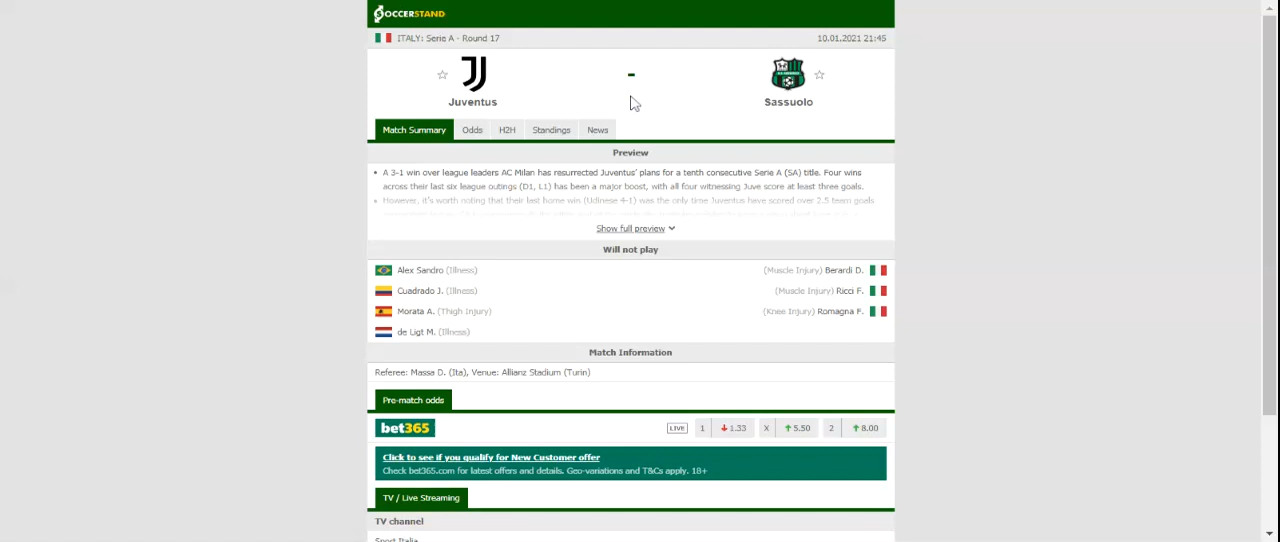 SOCCERSTAND
ITALY: Serie A - Round 17 10.01.2021 21:45
-
Juventus Sassuolo
Match Summary Odds H2H Standings News
Preview
• A 3-1 win over league leaders AC Milan has resurrected Juventus' plans for a tenth consecutive Serie A (SA) title. Four wins
across their last six league outings (D1, L1) has been a major boost, with all four witnessing Juve score at least three goals.
• However, it's worth noting that their last home win (Udinese 4-1) was the only time Juventus have scored over 2.5 team goals
Show full preview
Will not play
Alex Sandro (Illness) (Muscle Injury) Berardi D.
Cuadrado J. (Illness) (Muscle Injury) Ricci F.
Morata A. (Thigh Injury) (Knee Injury) Romagna F.
de Ligt M. (Illness)
Match Information
Referee: Massa D. (Ita), Venue: Allianz Stadium (Turin)
Pre-match odds
bet365 LIVE 1 1.33 X 5.50 2 8.00
Click to see if you qualify for New Customer offer
Check bet365.com for latest offers and details. Geo-variations and T&Cs apply. 18+
TV / Live Streaming
TV channel
Sport Italia